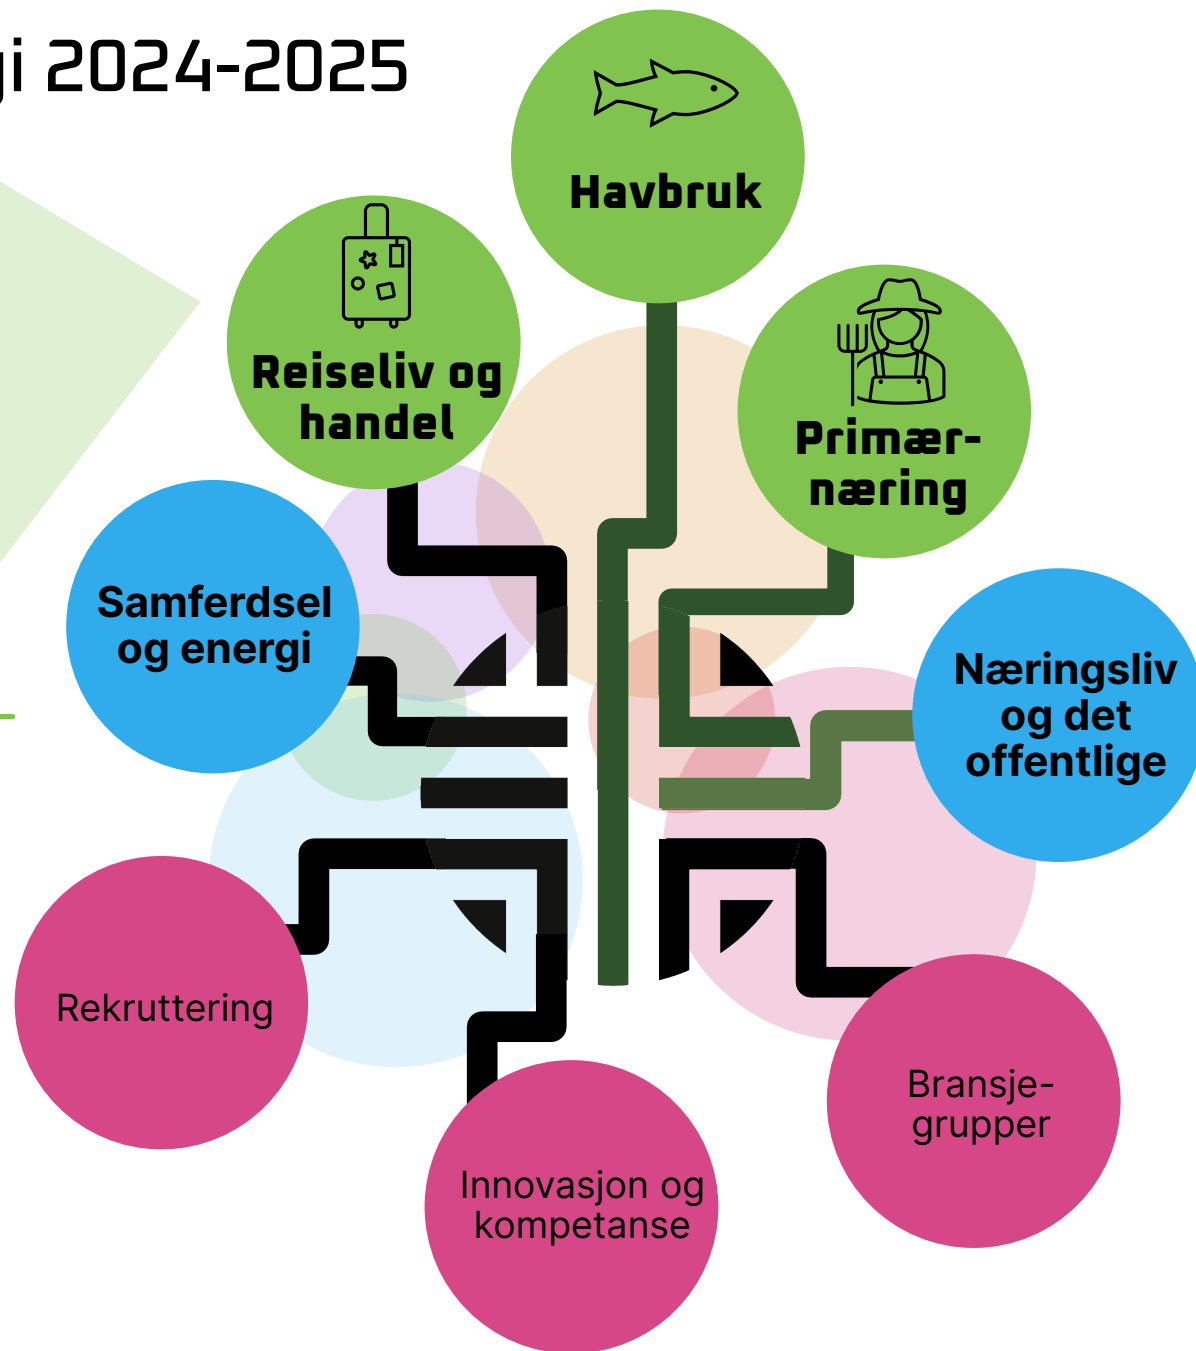 gi 2024-2025
Havbruk
Reiseliv og
handel
Primær-
næring
Samferdsel
og energi
Næringsliv
og det
offentlige
Rekruttering
Bransje-
grupper
Innovasjon og
kompetanse